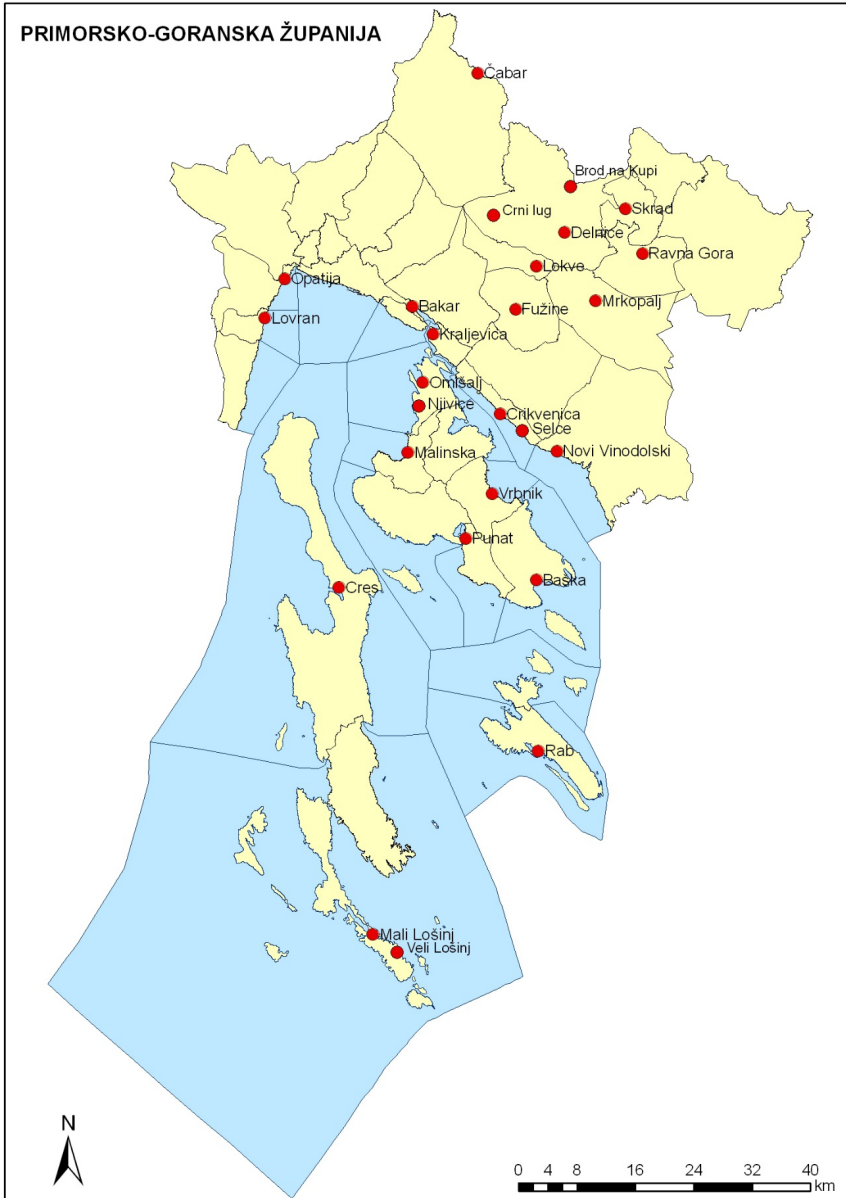 PRIMORSKO-GORANSKA ŽUPANIJA
Čabar
Brod na Kupi
Crni lug
Skrad
Delnice
Ravna Gora
Lokve
Opatija
Mrkopalj
Bakar
Fužine
Lovran
Kraljevica
Omišalj
Njivice
Crikvenica
Selce
Malinska
Novi Vinodolski
Vrbnik
Punat
Baška
Cres
Rab
Mali Lošinj
Veli Lošinj
N
0 4 8 16 24 32 40
km